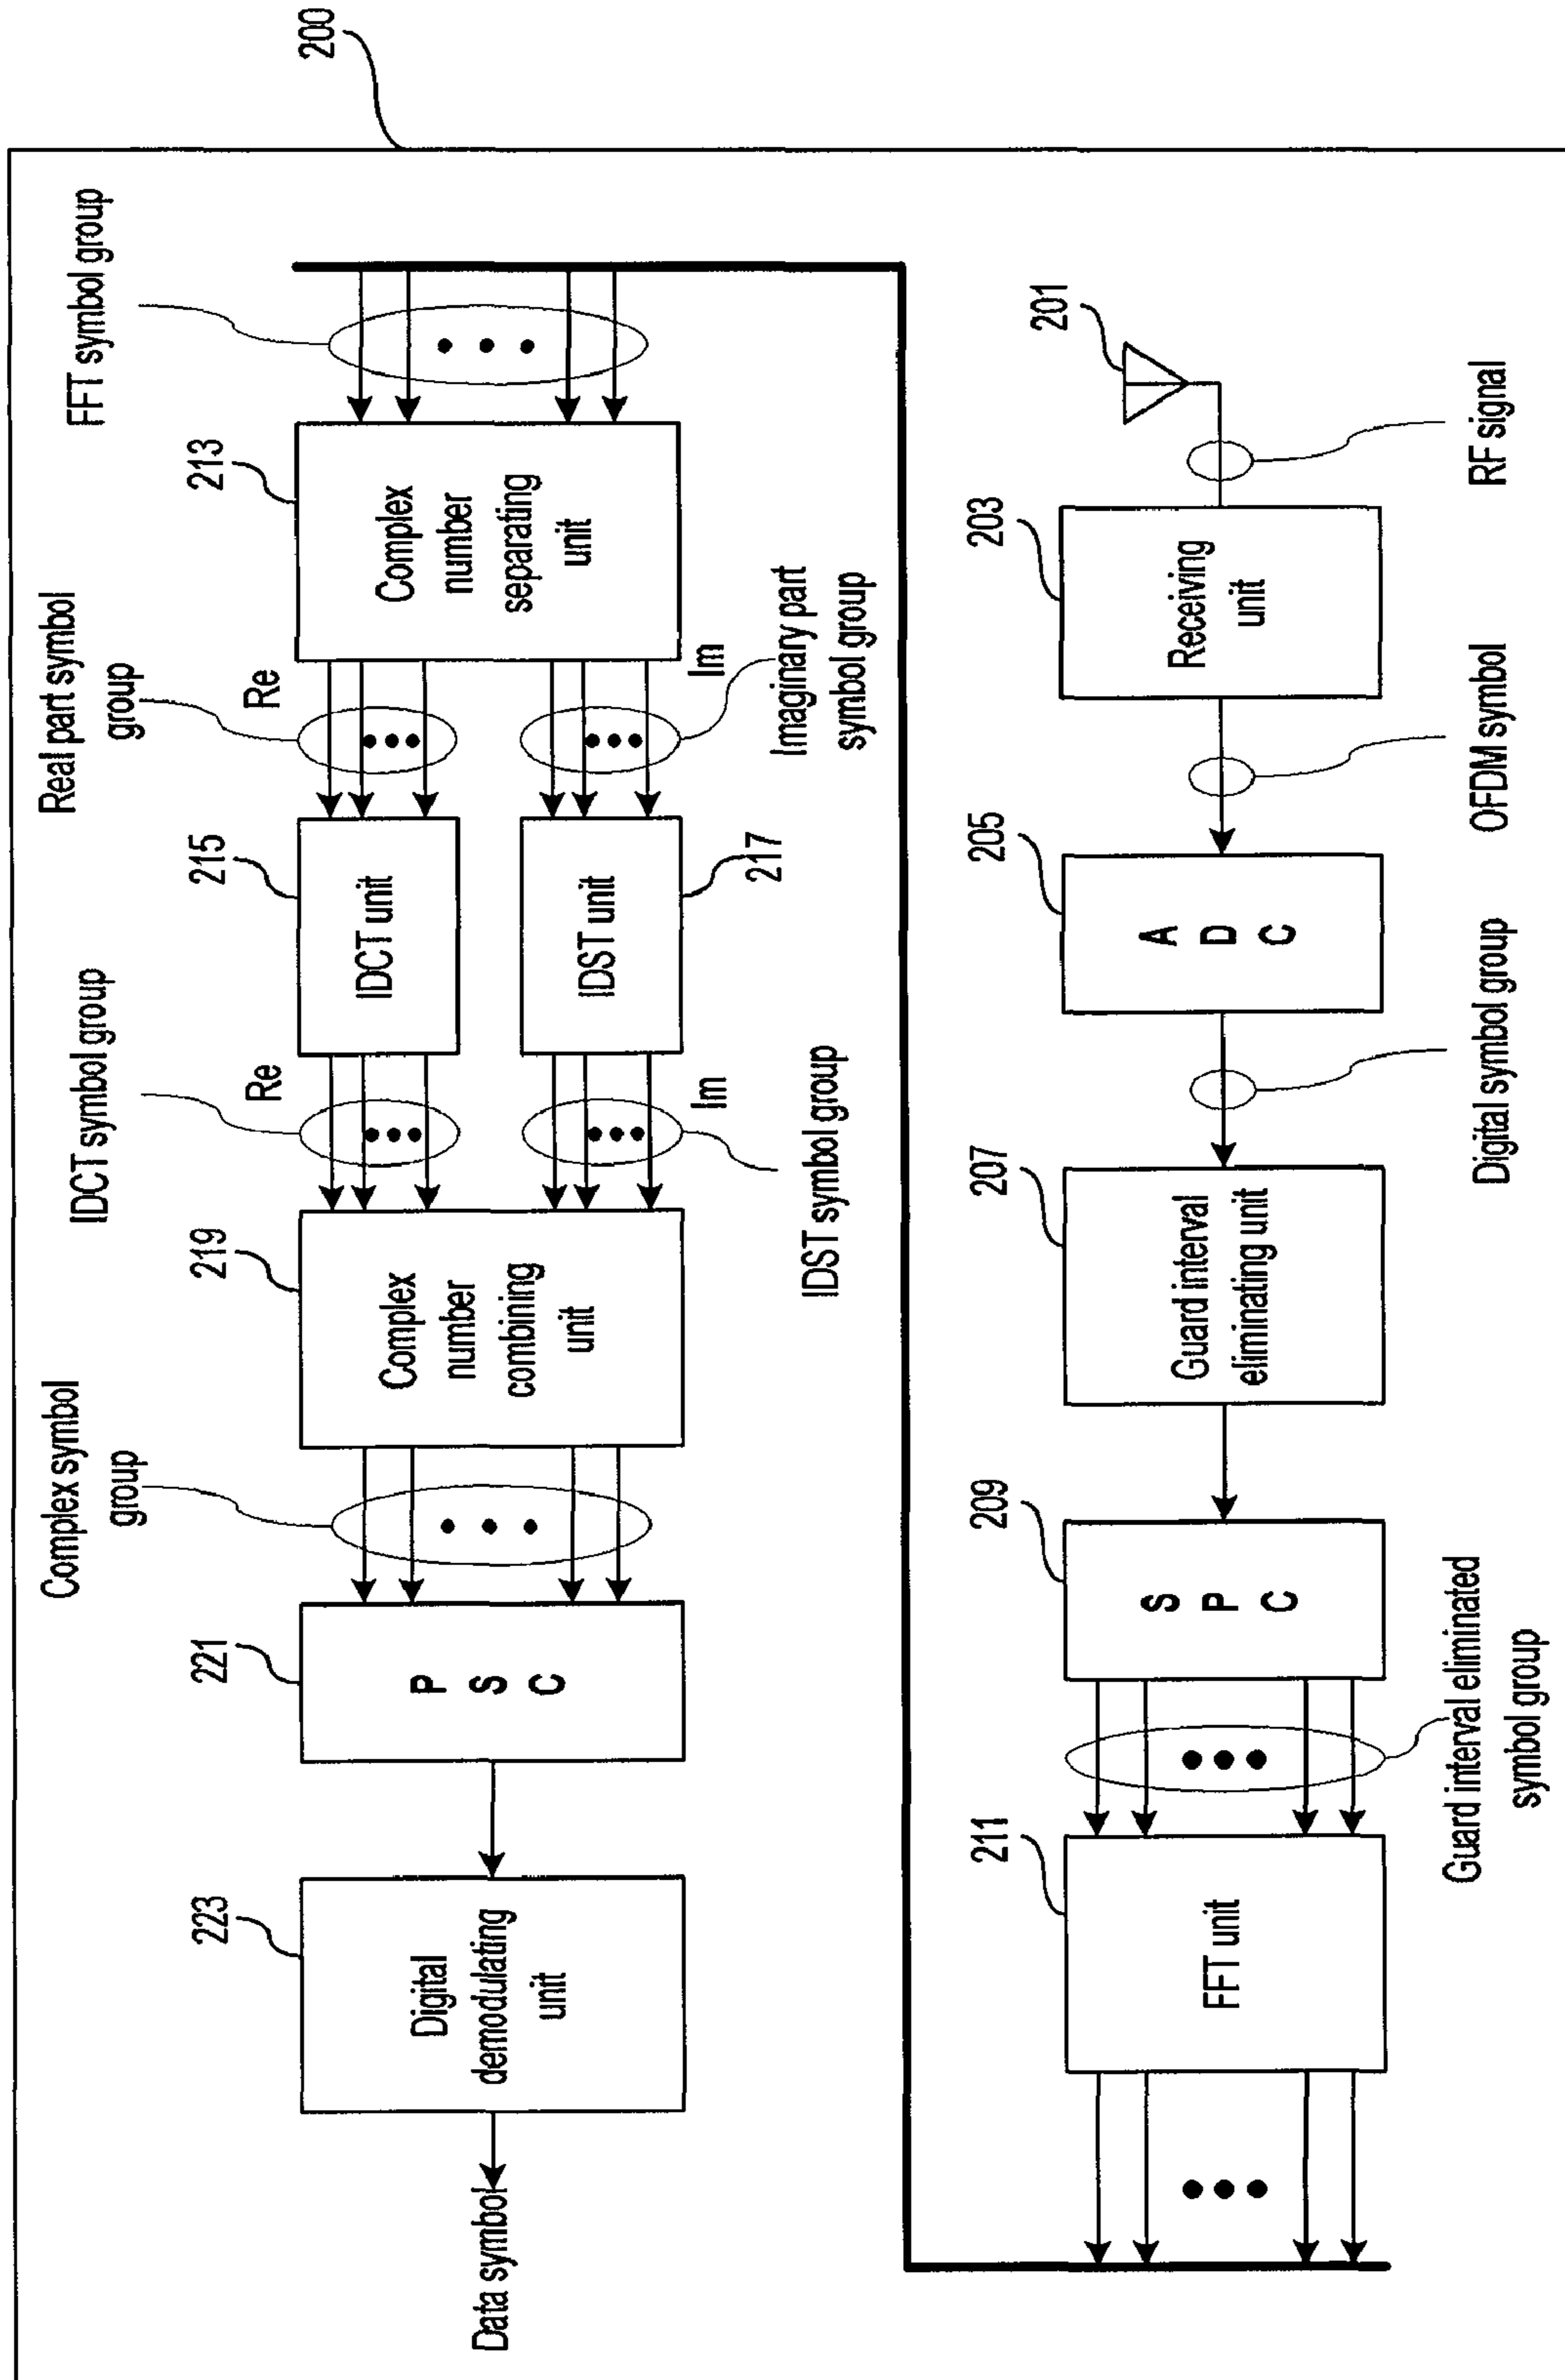 200
FFT symbol group
213
Complex
number
separating
unit
Real part symbol
group
Re
Im
Imaginary part
symbol group
215
IDCT unit
IDST unit
217
IDCT symbol group
Re
Im
IDST symbol group
219
Complex
number
combining
unit
Complex symbol
group
221
P
S
C
223
Digital
demodulating
unit
Data symbol
201
RF signal
203
Receiving
unit
OFDM symbol
205
A
D
C
Digital symbol group
207
Guard interval
eliminating unit
209
S
P
C
Guard interval eliminated
symbol group
211
FFT unit